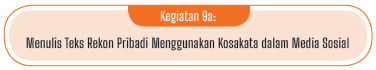 Kegiatan 9a:
Menulis Teks Rekon Pribadi Menggunakan Kosakata dalam Media Sosial